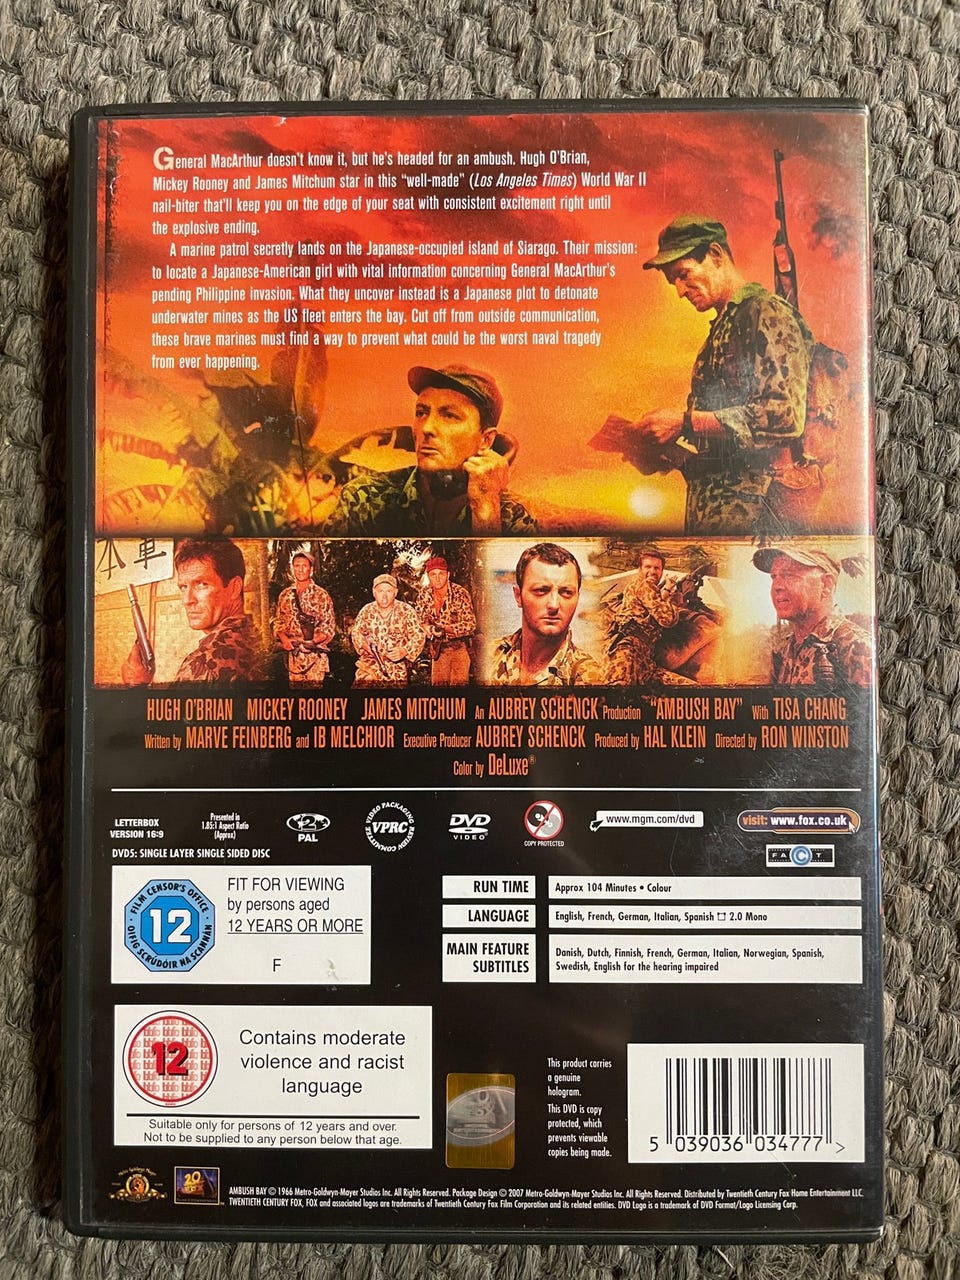 General MacArthur doesn't know it, but he's headed for an ambush. Hugh O'Brian,
Mickey Rooney and James Mitchum star in this "well-made" (Los Angeles Times) World War II
nail-biter that'll keep you on the edge of your seat with consistent excitement right until
the explosive ending.
A marine patrol secretly lands on the Japanese-occupied island of Siarago. Their mission:
to locate a Japanese-American girl with vital information concerning General MacArthur's
pending Philippine invasion. What they uncover instead is a Japanese plot to detonate
underwater mines as the US fleet enters the bay. Cut off from outside communication,
these brave marines must find a way to prevent what could be the worst naval tragedy
from ever happening.
本車
HUGH O'BRIAN MICKEY ROONEY JAMES MITCHUM An AUBREY SCHENCK Production "AMBUSH BAY" With TISA CHANG
Written by MARVE FEINBERG and IB MELCHIOR Executive Producer AUBREY SCHENCK Produced by HAL KLEIN Directed by RON WINSTON
Color by DeLuxe®
LETTERBOX
VERSION 16:9
Presented in
1.85:1 Aspect Ratio
(Approx)
2
PAL
VIDEO PACKAGING REVIEW COMMITTEE
VPRC
DVD
VIDEO
COPY PROTECTED
www.mgm.com/dvd
visit: www.fox.co.uk
DVD5: SINGLE LAYER SINGLE SIDED DISC
FACT
FILM CENSOR'S OFFICE
12
OIFIG SCRÚDÓIR NA SCANNÁN
FIT FOR VIEWING
by persons aged
12 YEARS OR MORE
F
RUN TIME
Approx 104 Minutes • Colour
LANGUAGE
English, French, German, Italian, Spanish 2.0 Mono
MAIN FEATURE
SUBTITLES
Danish, Dutch, Finnish, French, German, Italian, Norwegian, Spanish,
Swedish, English for the hearing impaired
12
Contains moderate
violence and racist
language
Suitable only for persons of 12 years and over.
Not to be supplied to any person below that age.
This product carries
a genuine
hologram.
This DVD is copy
protected, which
prevents viewable
copies being made.
5 039036 034777 >
20
AMBUSH BAY © 1966 Metro-Goldwyn-Mayer Studios Inc. All Rights Reserved. Package Design © 2007 Metro-Goldwyn-Mayer Studios Inc. All Rights Reserved. Distributed by Twentieth Century Fox Home Entertainment LLC.
TWENTIETH CENTURY FOX, FOX and associated logos are trademarks of Twentieth Century Fox Film Corporation and its related entities. DVD Logo is a trademark of DVD Format/Logo Licensing Corp.